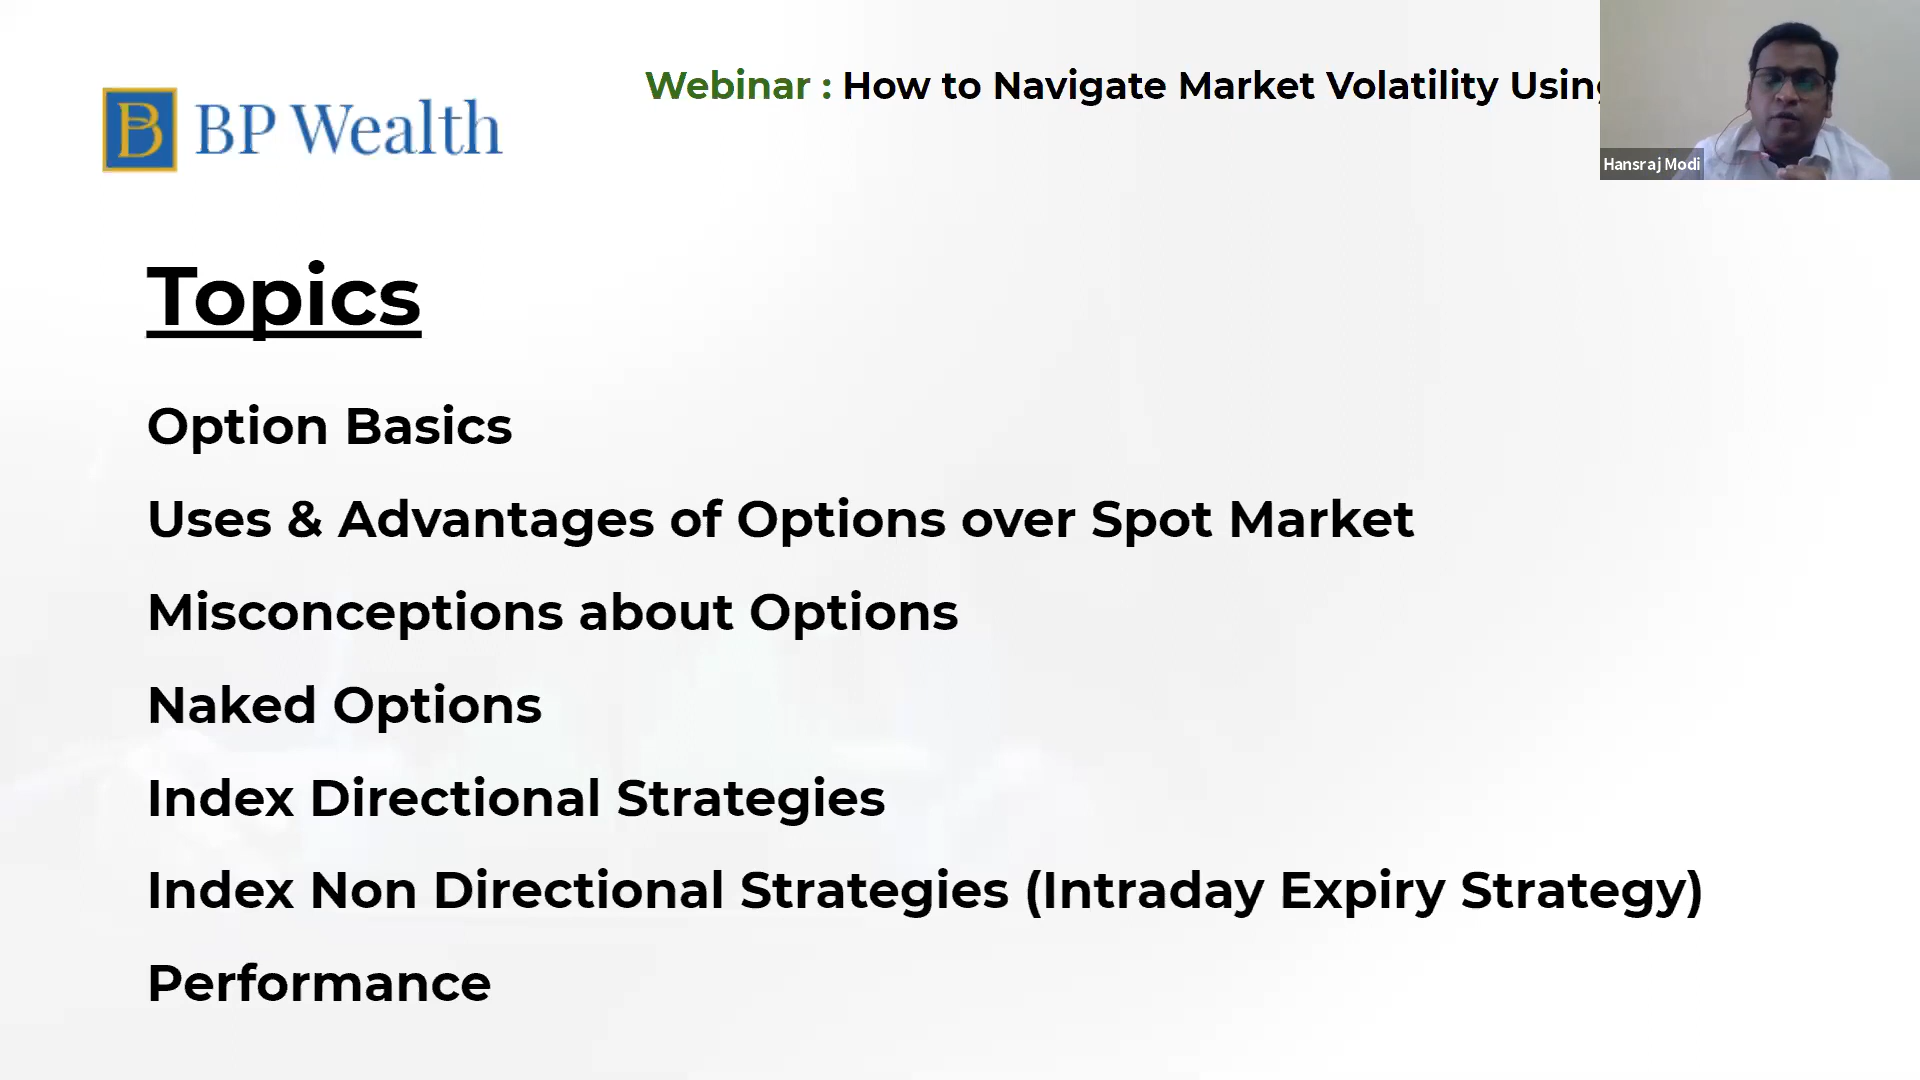 BP Wealth
Webinar : How to Navigate Market Volatility Using
Hansraj Modi
Topics
Option Basics
Uses & Advantages of Options over Spot Market
Misconceptions about Options
Naked Options
Index Directional Strategies
Index Non Directional Strategies (Intraday Expiry Strategy)
Performance